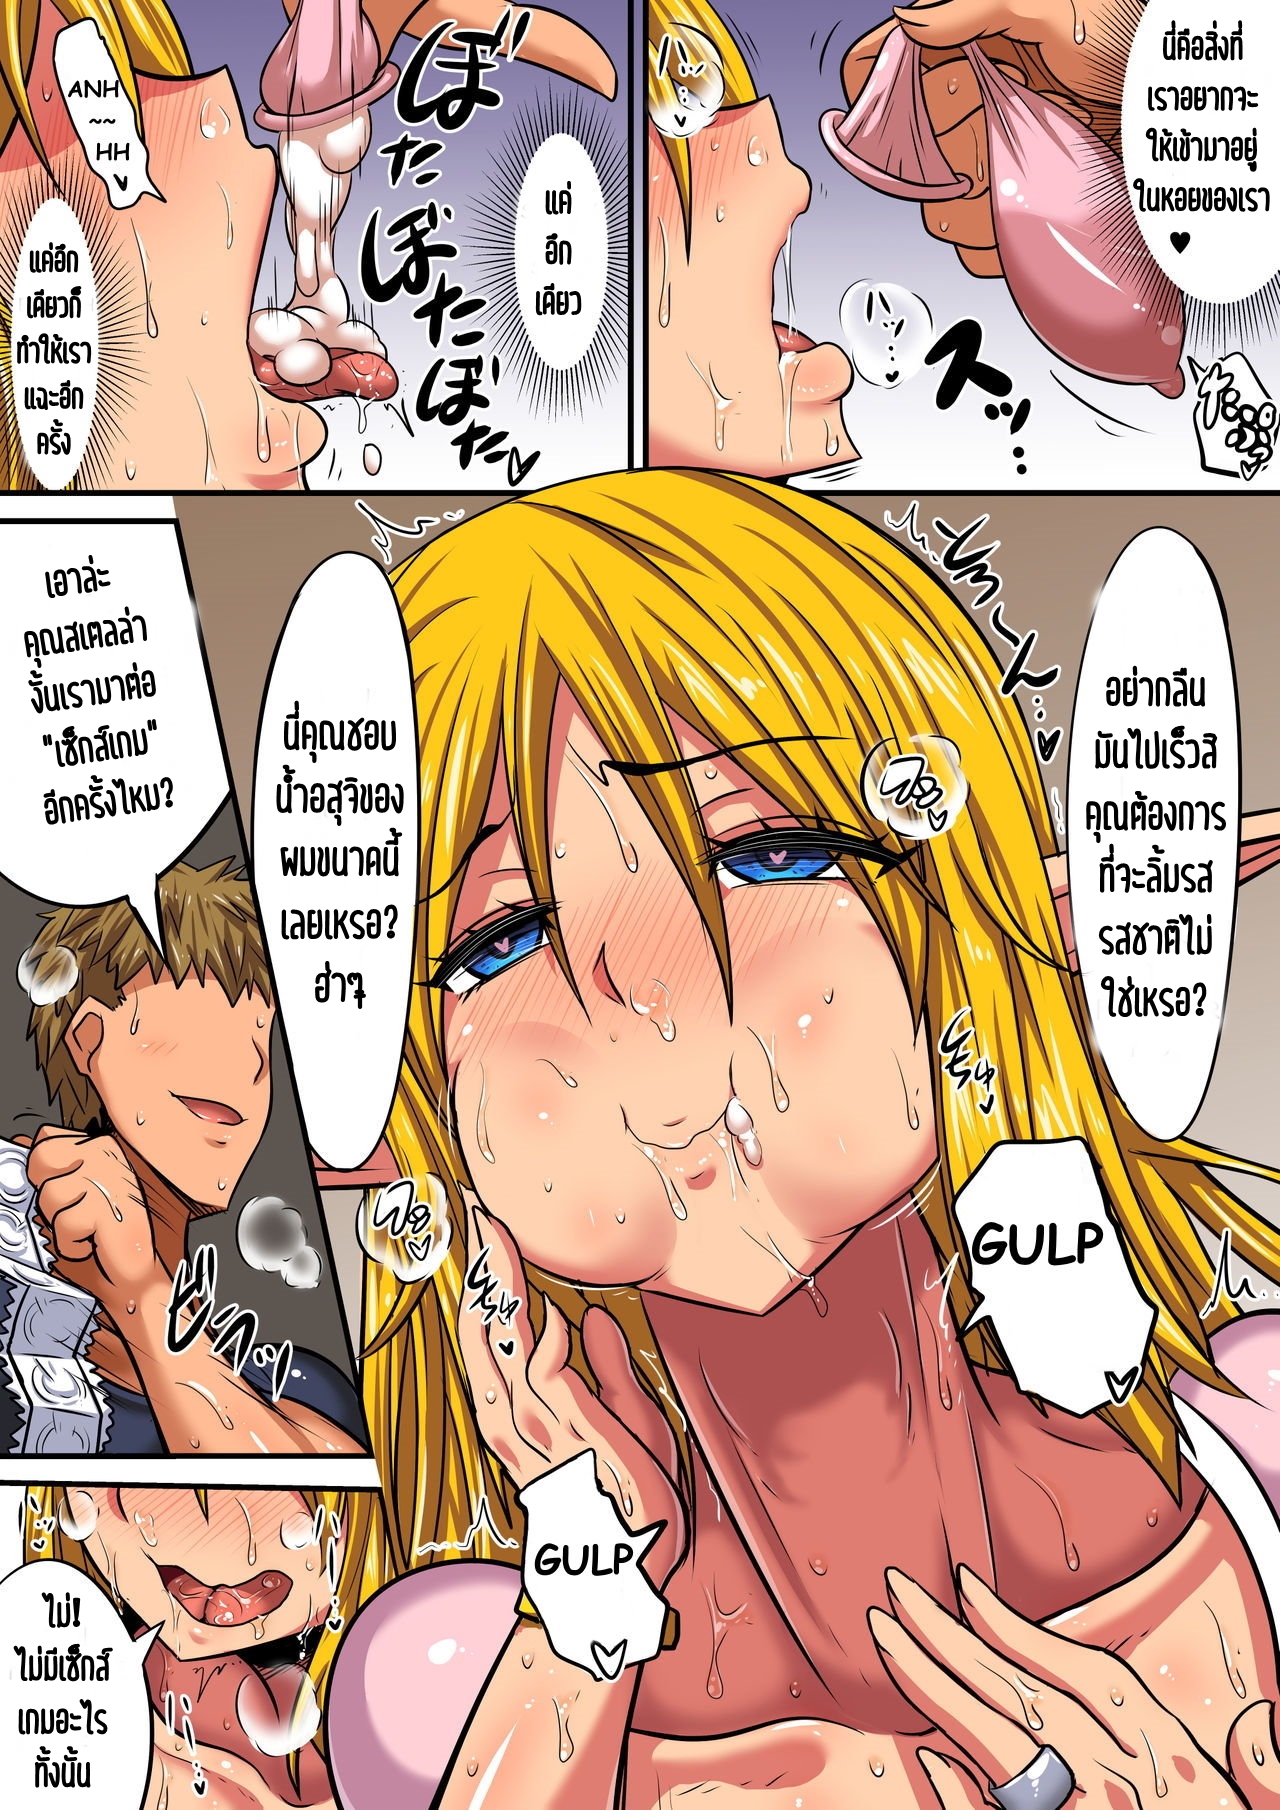 นี่คือสิ่งที่
เราอยากจะ
ให้เข้ามาอยู่
ในหอยของเรา
♥
ズッ…
ANH
~~
HH
♥
แค่
อึก
เดียว
ぼたぼたたぼた♥
แค่อึก
เดียวก็
ทำให้เรา
แฉะอีก
ครั้ง
อย่ากลืน
มันไปเร็วสิ
คุณต้องการ
ที่จะลิ้มรส
รสชาติไม่
ใช่เหรอ?
นี่คุณชอบ
น้ำอสุจิของ
ผมขนาดนี้
เลยเหรอ?
ฮ่าๆ
เอาล่ะ
คุณสเตลล่า
งั้นเรามาต่อ
"เซ็กส์เกม"
อีกครั้งไหม?
GULP
GULP
ビラッ
ไม่!
ไม่มีเซ็กส์
เกมอะไร
ทั้งนั้น